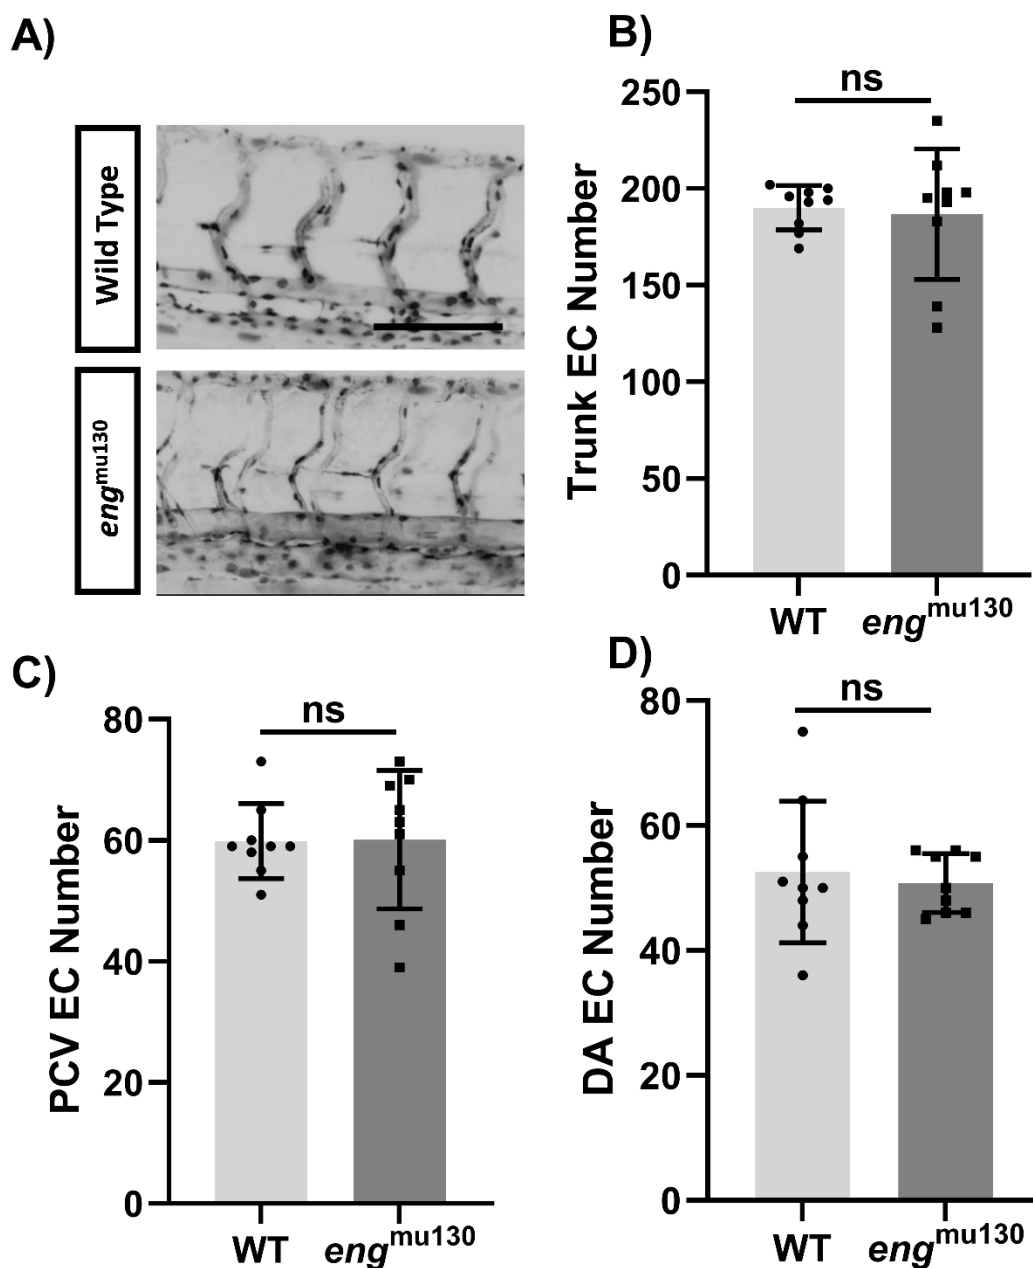 A)
Wild Type
eng^mu130
B)
ns
250
200
150
100
50
0
Trunk EC Number
WT eng^mu130
C)
ns
80
60
40
20
0
PCV EC Number
WT eng^mu130
D)
ns
80
60
40
20
0
DA EC Number
WT eng^mu130